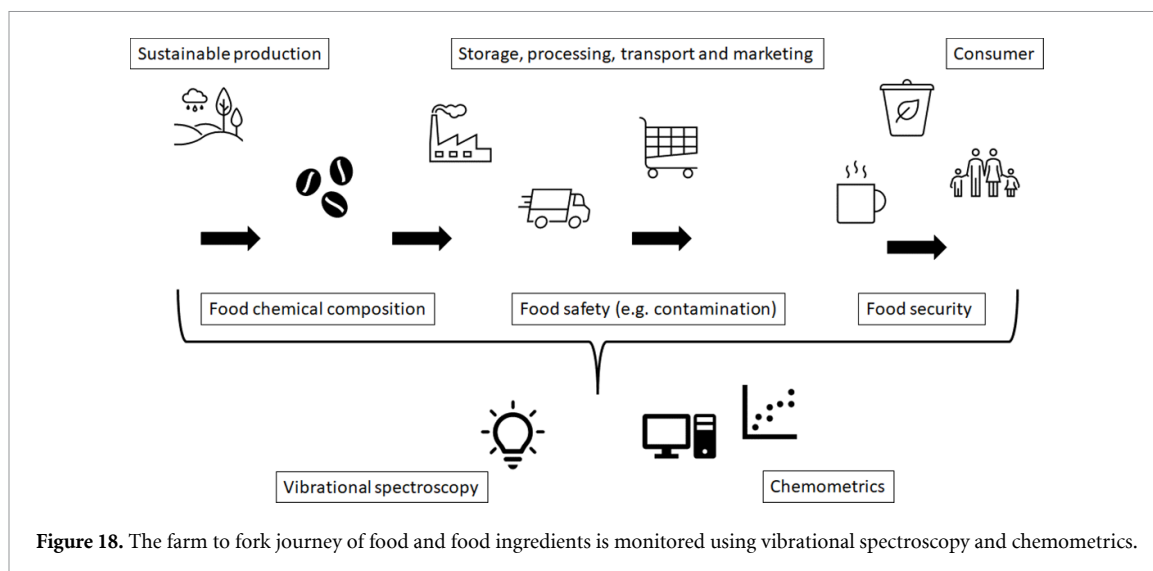 Sustainable production
Storage, processing, transport and marketing
Consumer
Food chemical composition
Food safety (e.g. contamination)
Food security
Vibrational spectroscopy
Chemometrics
Figure 18. The farm to fork journey of food and food ingredients is monitored using vibrational spectroscopy and chemometrics.